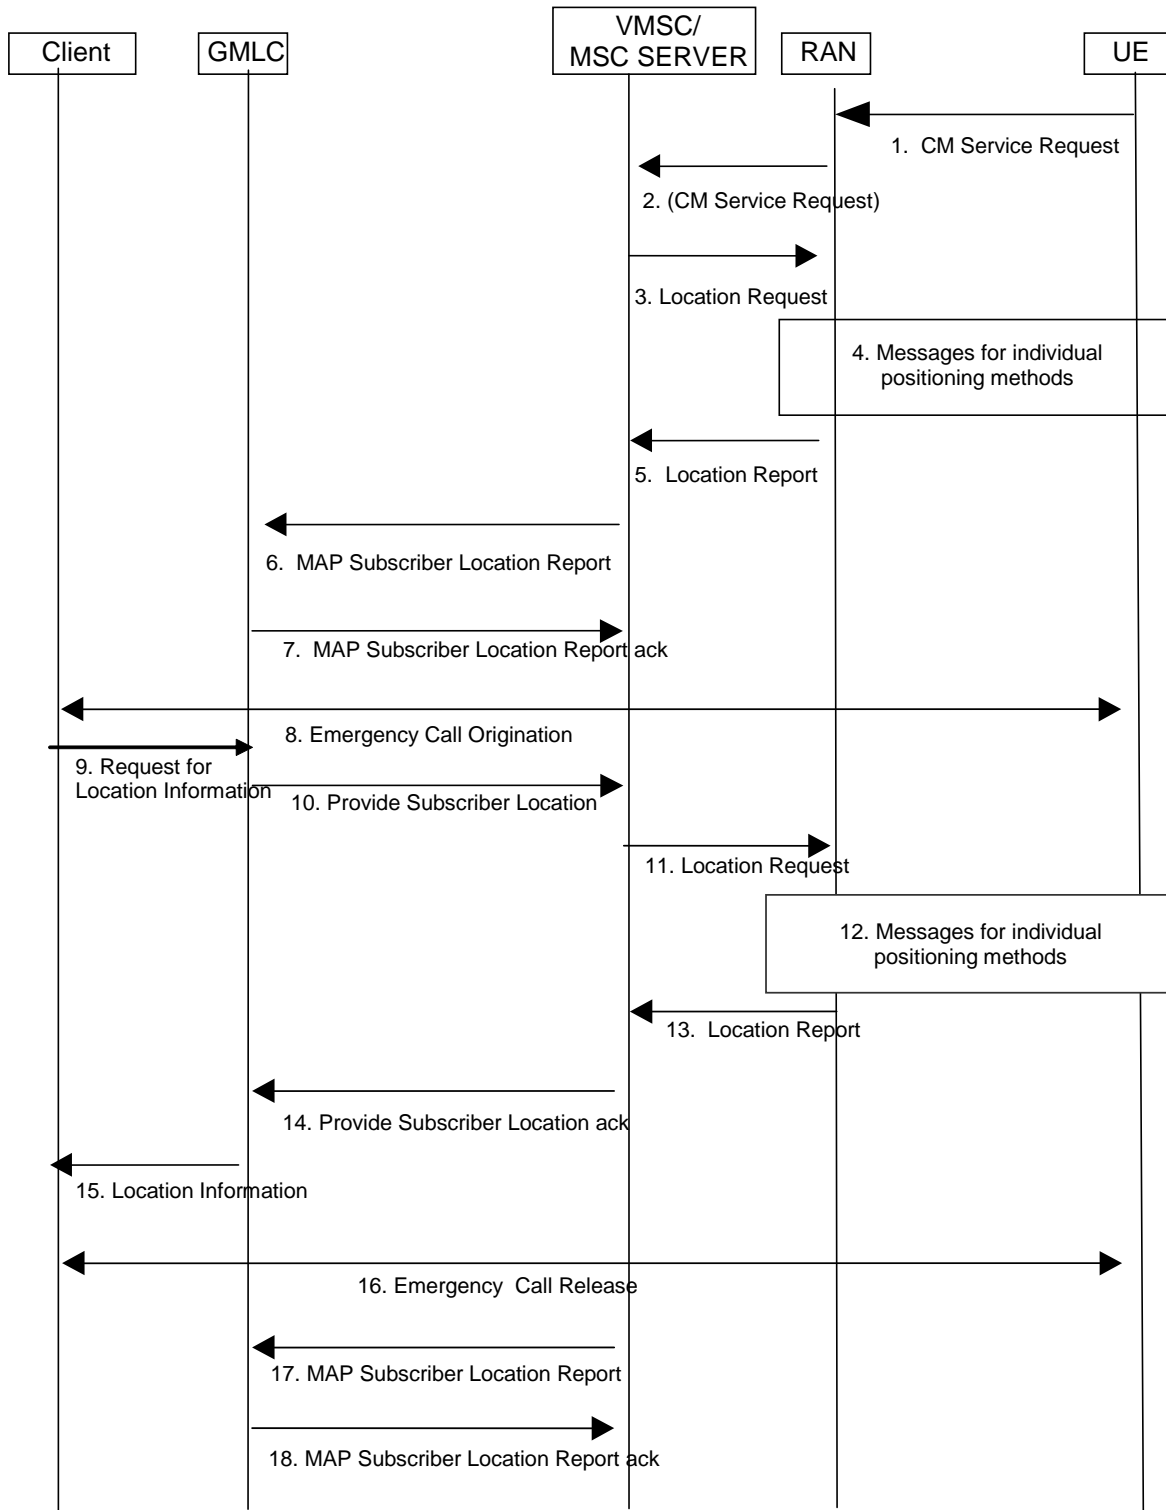 Client
GMLC
VMSC/
MSC SERVER
RAN
UE
1. CM Service Request
2. (CM Service Request)
3. Location Request
4. Messages for individual
positioning methods
5. Location Report
6. MAP Subscriber Location Report
7. MAP Subscriber Location Report ack
8. Emergency Call Origination
9. Request for
Location Information
10. Provide Subscriber Location
11. Location Request
12. Messages for individual
positioning methods
13. Location Report
14. Provide Subscriber Location ack
15. Location Information
16. Emergency Call Release
17. MAP Subscriber Location Report
18. MAP Subscriber Location Report ack